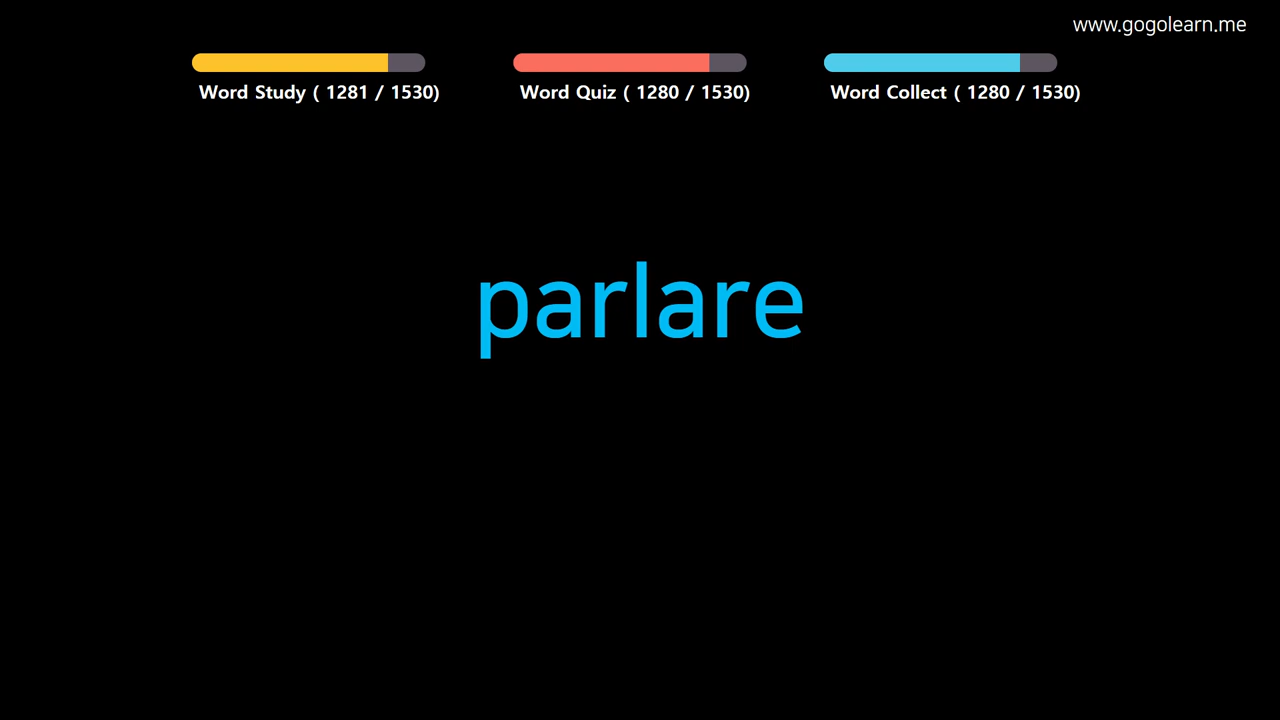 www.gogolearn.me
Word Study ( 1281 / 1530)
Word Quiz ( 1280 / 1530)
Word Collect ( 1280 / 1530)
parlare